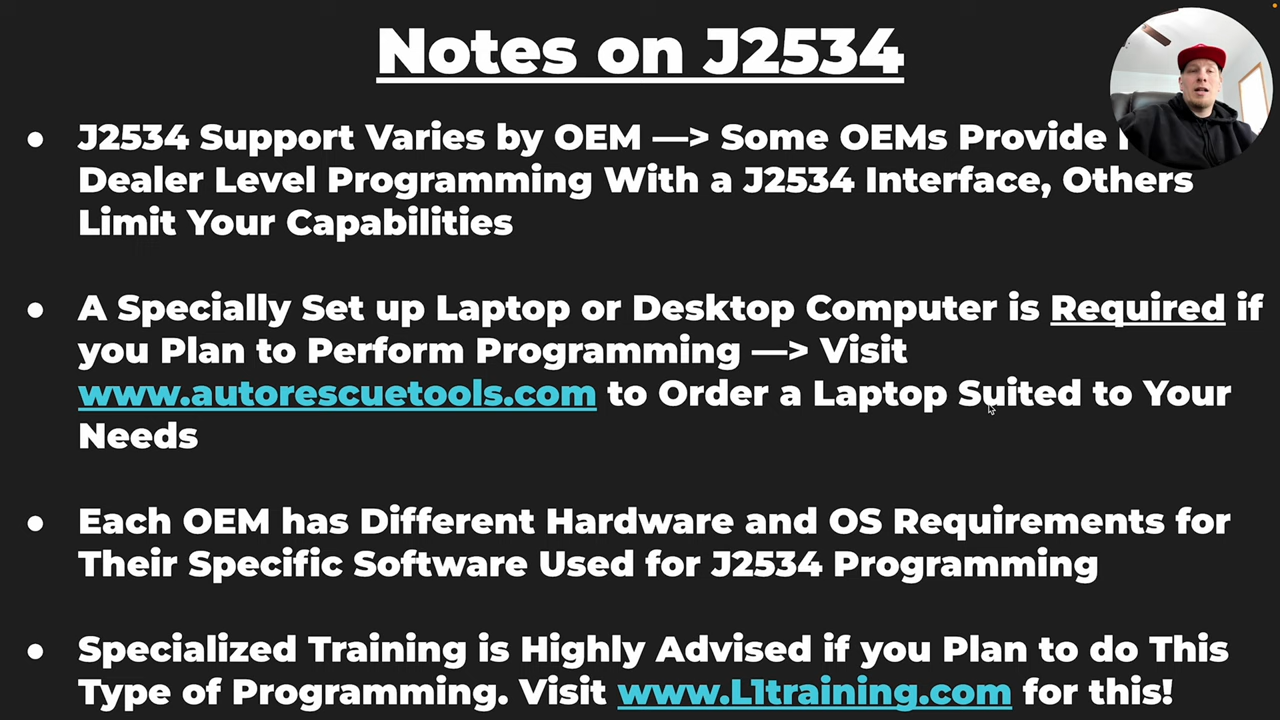 Notes on J2534
● J2534 Support Varies by OEM —> Some OEMs Provide
Dealer Level Programming With a J2534 Interface, Others
Limit Your Capabilities
● A Specially Set up Laptop or Desktop Computer is Required if
you Plan to Perform Programming —> Visit
www.autorescuetools.com to Order a Laptop Suited to Your
Needs
● Each OEM has Different Hardware and OS Requirements for
Their Specific Software Used for J2534 Programming
● Specialized Training is Highly Advised if you Plan to do This
Type of Programming. Visit www.L1training.com for this!